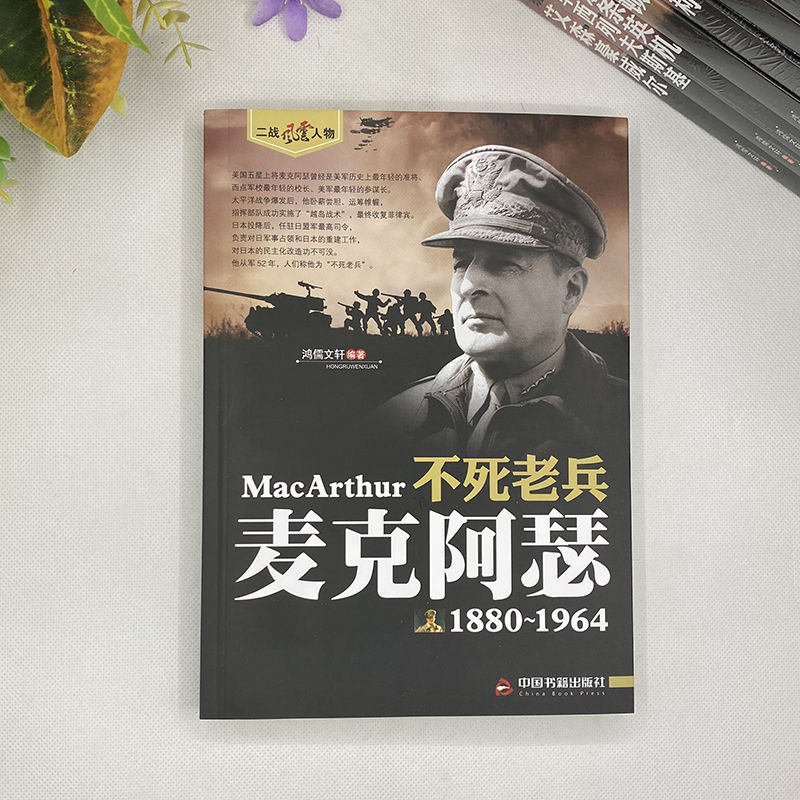 二战风云人物
美国五星上将麦克阿瑟曾经是美军历史上最年轻的准将、
西点军校最年轻的校长、美军最年轻的参谋长。
太平洋战争爆发后，他卧薪尝胆、运筹帷幄，
指挥部队成功实施了“越岛战术”，最终收复菲律宾。
日本投降后，任驻日盟军最高司令，
负责对日军事占领和日本的重建工作，
对日本的民主化改造功不可没。
他从军52年，人们称他为“不死老兵”。
鸿儒文轩 编著
HONGRUWENXUAN
MacArthur 不死老兵
麦克阿瑟
1880~1964
中国书籍出版社
China Book Press
艾森豪威尔